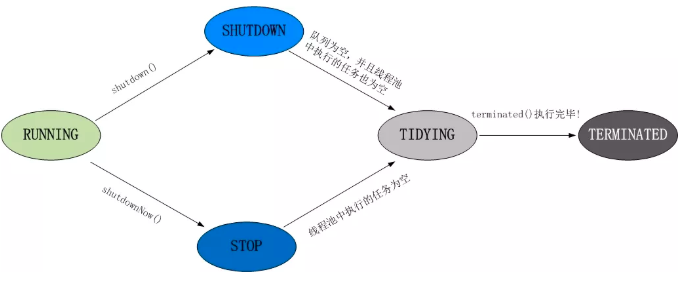 SHUTDOWN
shutdown()
队列为空，并且线程池
中执行的任务也为空
RUNNING
TIDYING
terminated()执行完毕!
TERMINATED
shutdownNow()
线程池中执行的任务为空
STOP